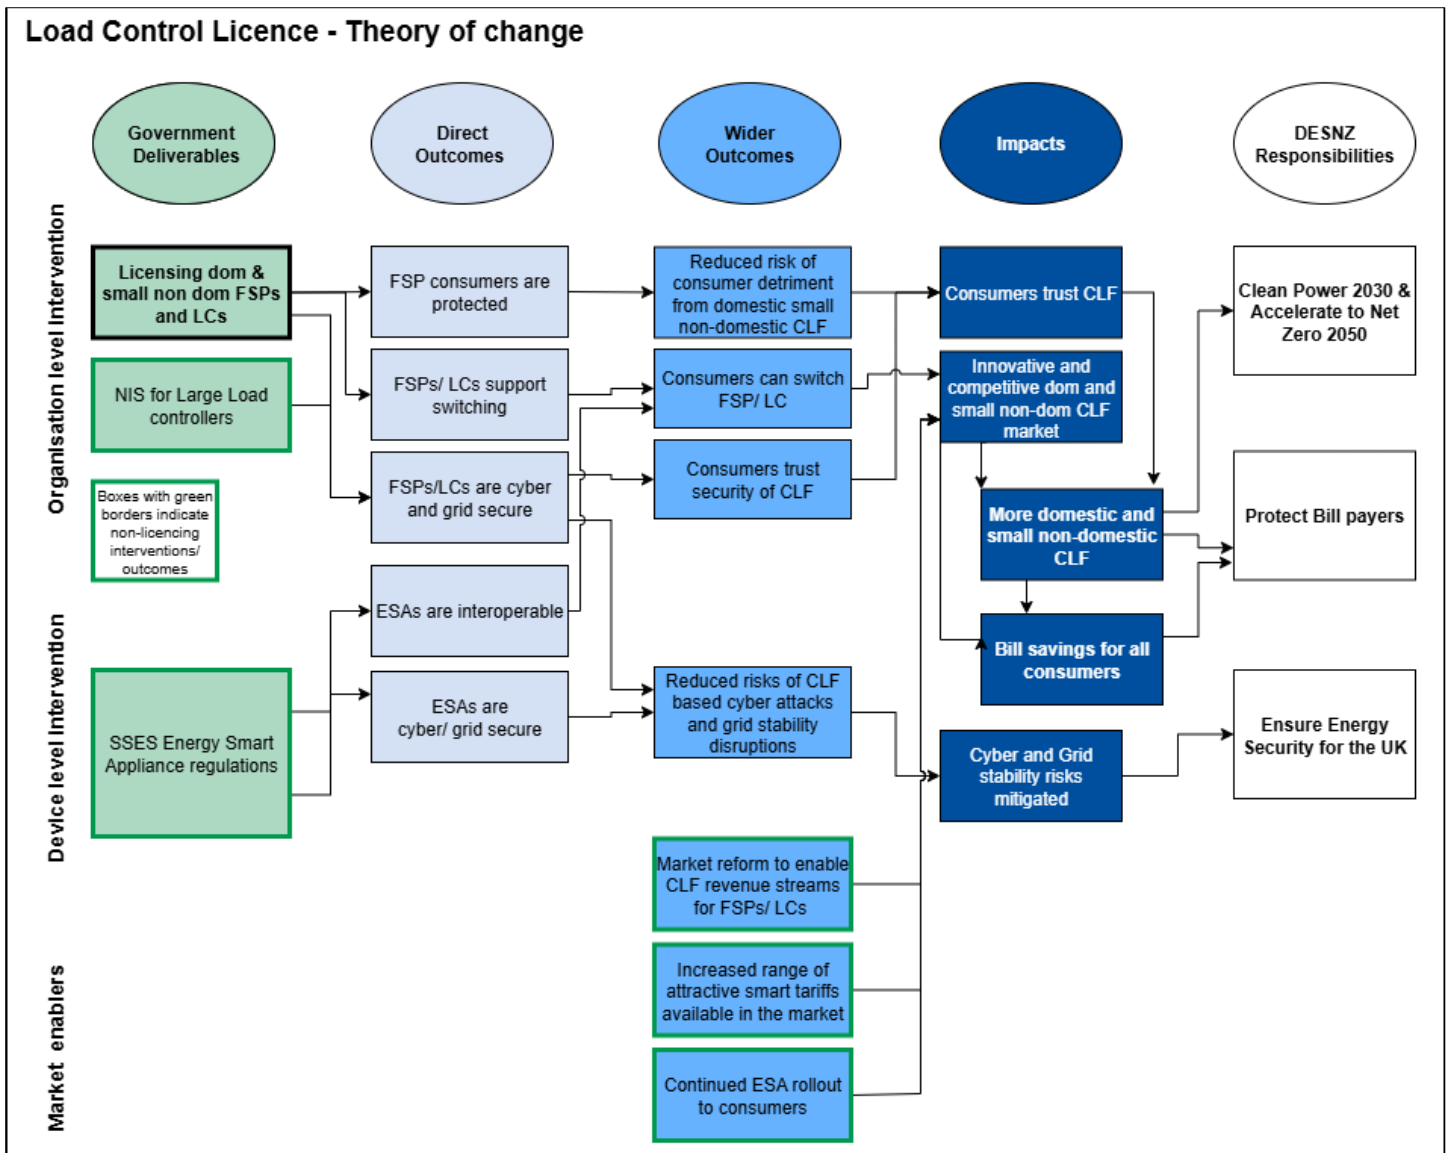 Load Control Licence - Theory of change
Government
Deliverables
Direct
Outcomes
Wider
Outcomes
Impacts
DESNZ
Responsibilities
Organisation level Intervention
Licensing dom &
small non dom FSPs
and LCs
FSP consumers are
protected
Reduced risk of
consumer detriment
from domestic small
non-domestic CLF
Consumers trust CLF
Clean Power 2030 &
Accelerate to Net
Zero 2050
NIS for Large Load
controllers
FSPs/ LCs support
switching
Consumers can switch
FSP/ LC
Innovative and
competitive dom and
small non-dom CLF
market
Boxes with green
borders indicate
non-licencing
interventions/
outcomes
FSPs/LCs are cyber
and grid secure
Consumers trust
security of CLF
More domestic and
small non-domestic
CLF
Protect Bill payers
Device level Intervention
ESAs are interoperable
Bill savings for all
consumers
SSES Energy Smart
Appliance regulations
ESAs are
cyber/ grid secure
Reduced risks of CLF
based cyber attacks
and grid stability
disruptions
Cyber and Grid
stability risks
mitigated
Ensure Energy
Security for the UK
Market enablers
Market reform to enable
CLF revenue streams
for FSPs/ LCs
Increased range of
attractive smart tariffs
available in the market
Continued ESA rollout
to consumers